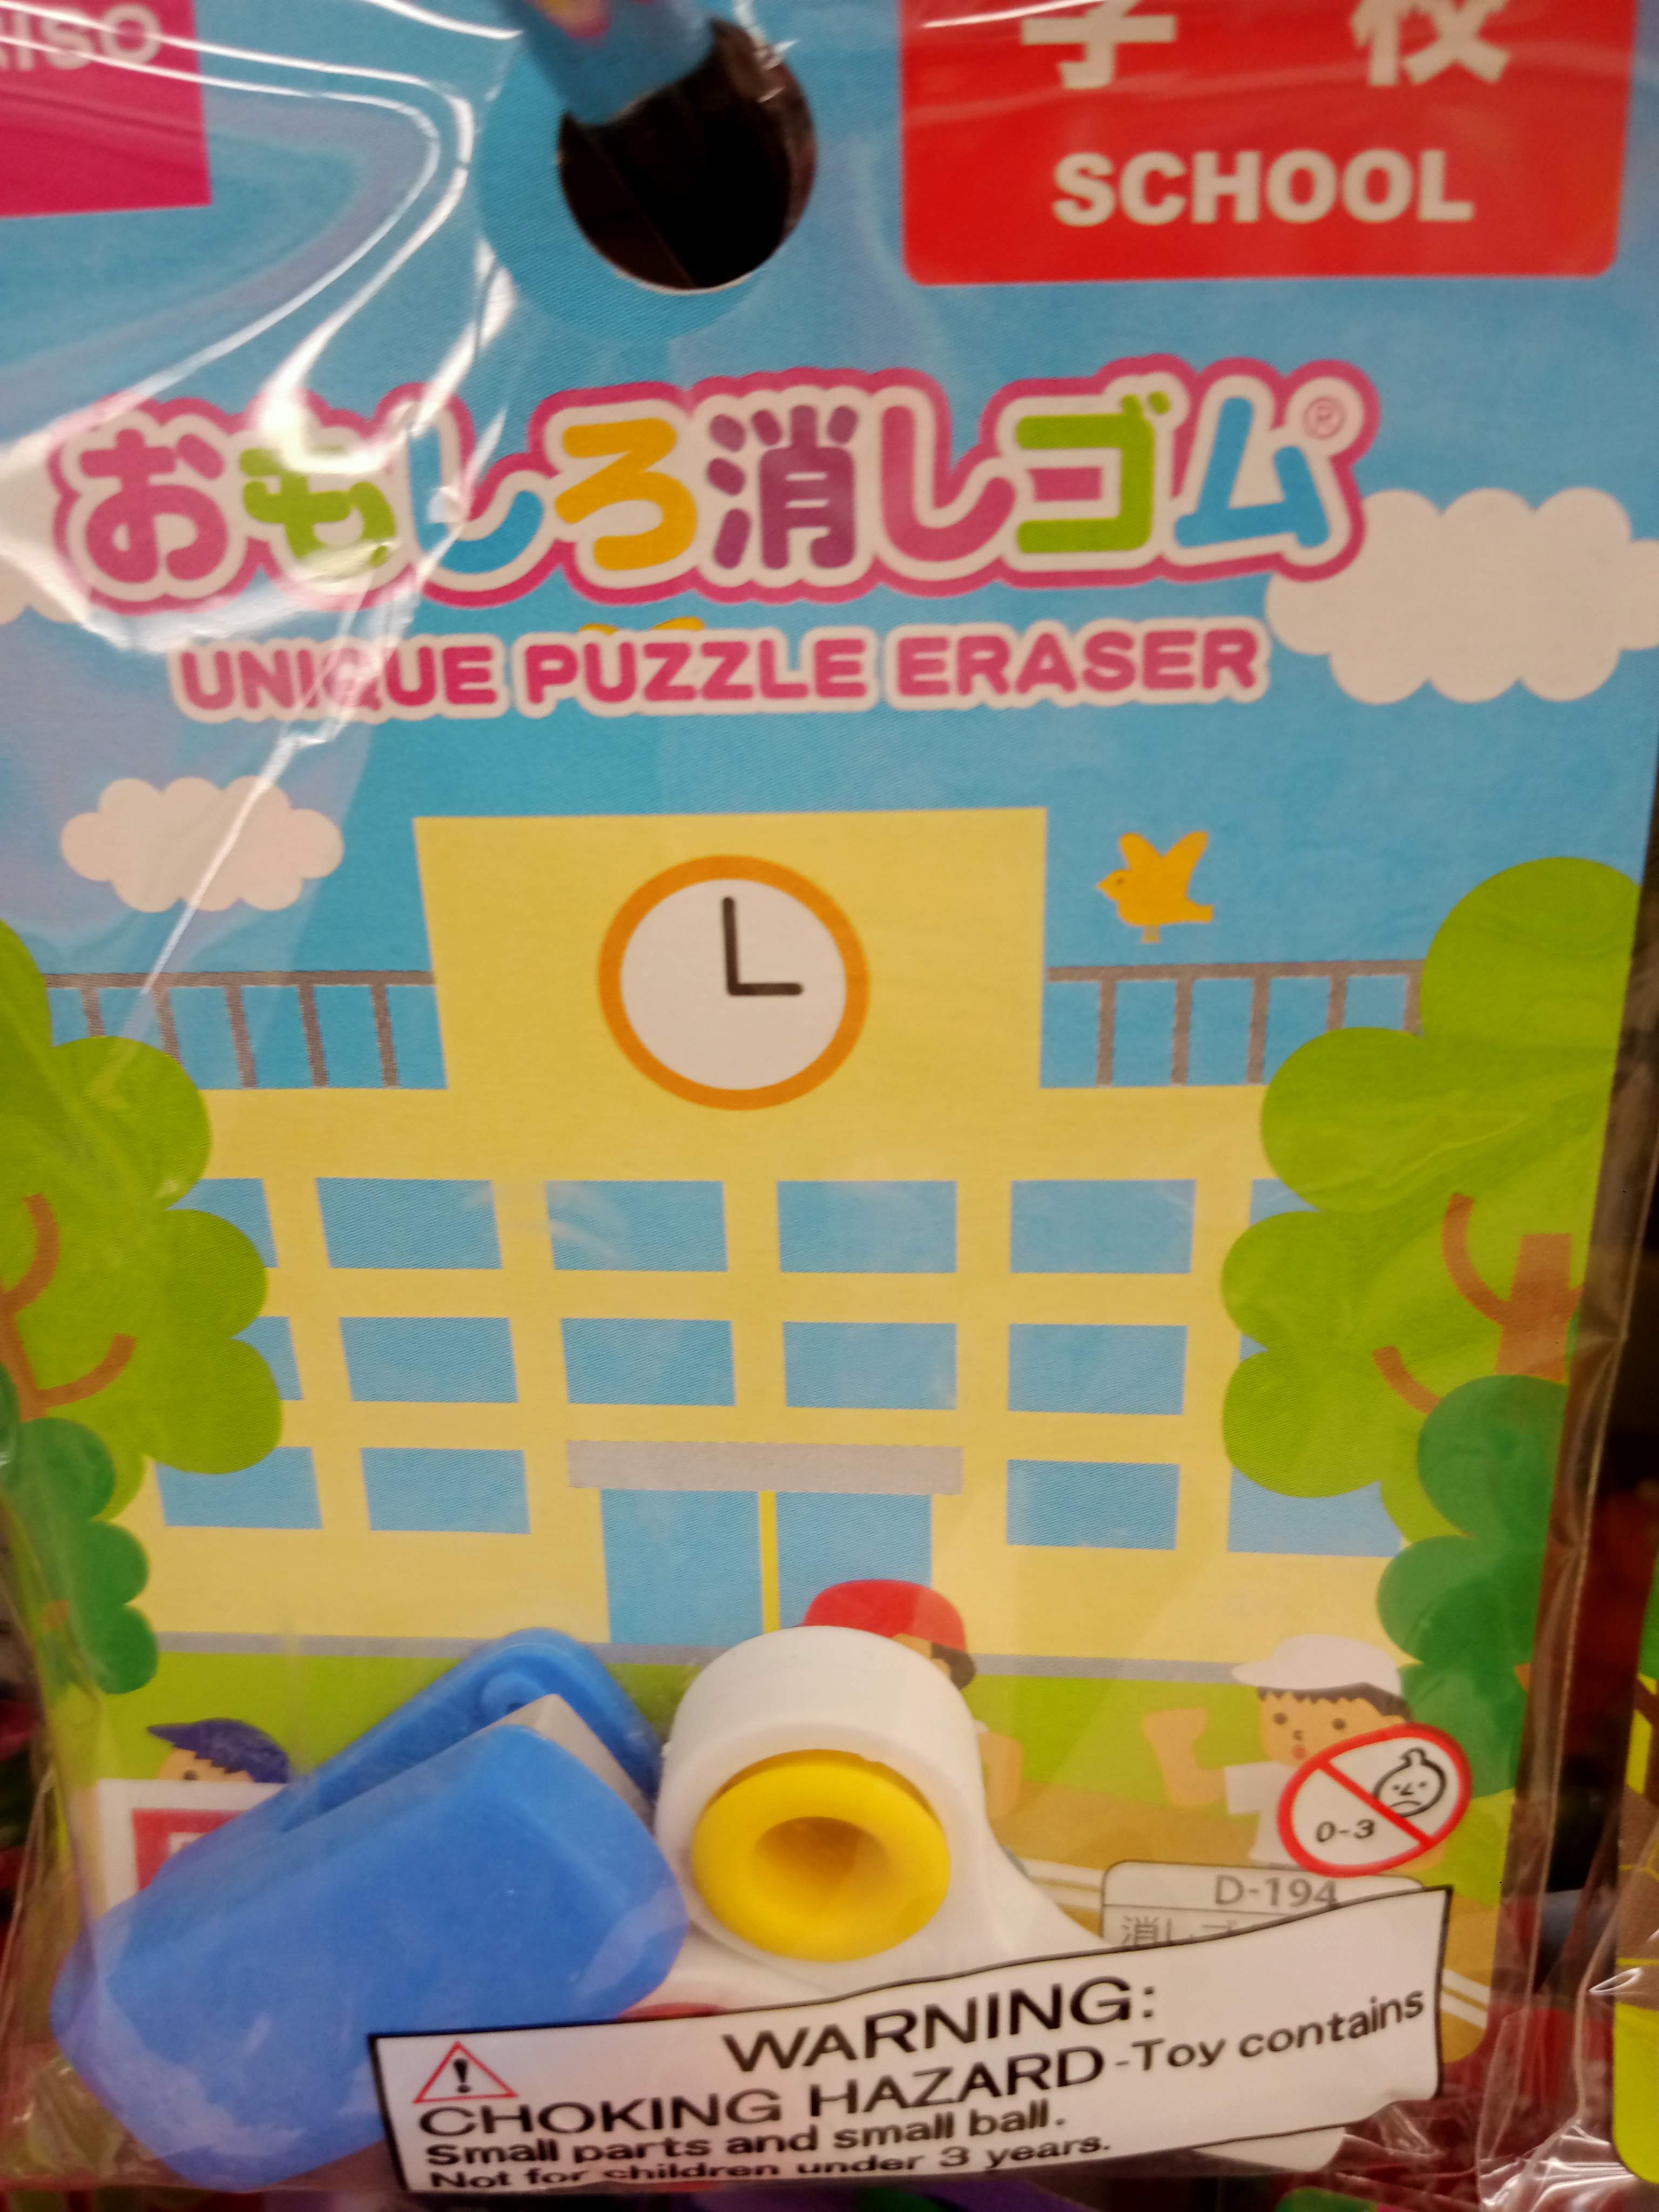 学校
SCHOOL
おもしろ消しゴム®
UNIQUE PUZZLE ERASER
0-3
D-194
WARNING:
CHOKING HAZARD-Toy contains
Small parts and small ball.
Not for children under 3 years.